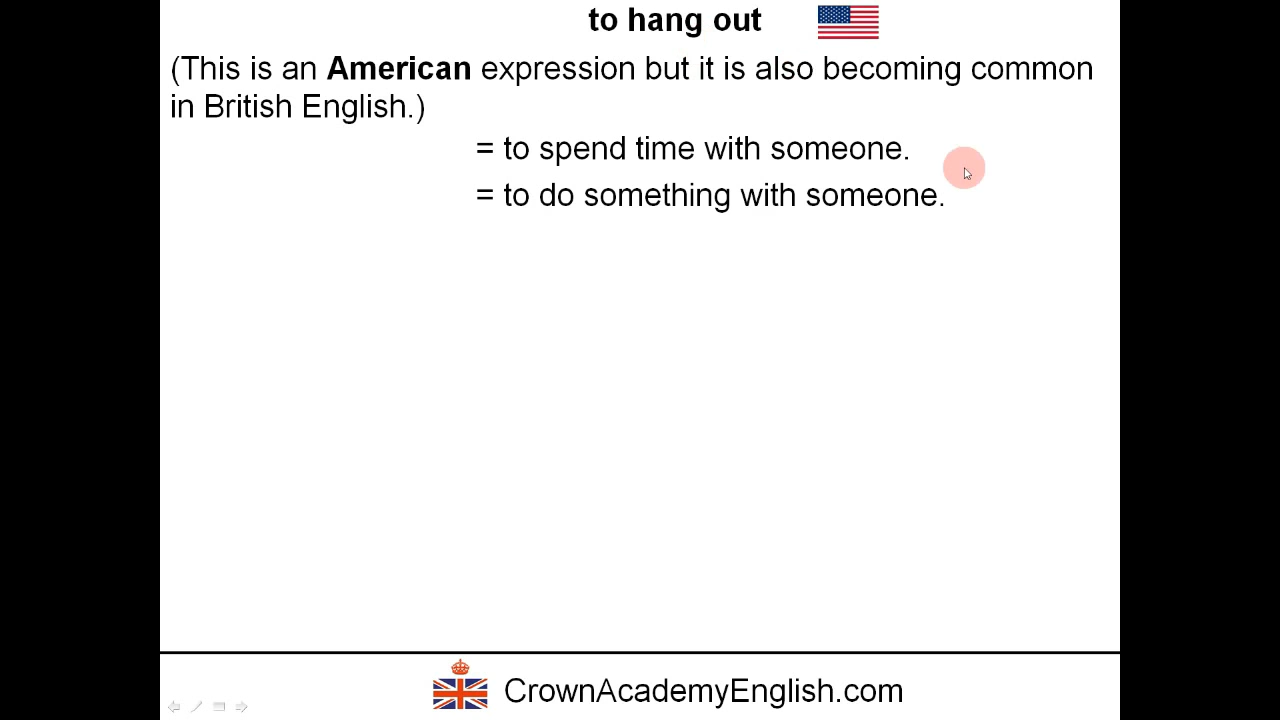 to hang out
(This is an American expression but it is also becoming common
in British English.)
= to spend time with someone.
= to do something with someone.
CrownAcademyEnglish.com